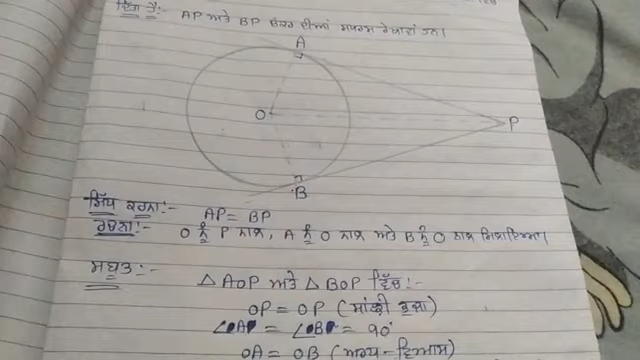 ਦਿੱਤਾ ਹੈ:- AP ਅਤੇ BP ਚੱਕਰ ਦੀਆਂ ਸਪਰਸ਼ ਰੇਖਾਵਾਂ ਹਨ।
A
O
P
B
ਸਿੱਧ ਕਰਨਾ:- AP = BP
ਰਚਨਾ:- O ਨੂੰ P ਨਾਲ, A ਨੂੰ O ਨਾਲ ਅਤੇ B ਨੂੰ O ਨਾਲ ਮਿਲਾਇਆ।
ਸਬੂਤ:- △AOP ਅਤੇ △BOP ਵਿੱਚ:-
OP = OP (ਸਾਂਝੀ ਭੁਜਾ)
∠OAP = ∠OBP = 90°
OA = OB (ਅਰਧ-ਵਿਆਸ)